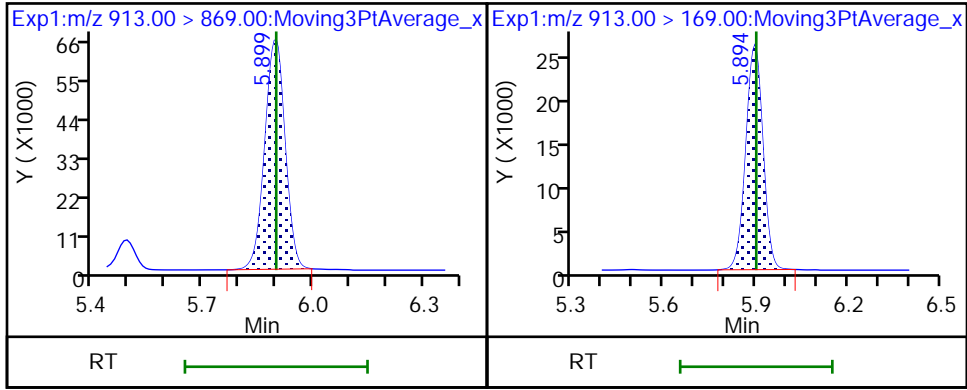 Exp1:m/z 913.00 > 869.00:Moving3PtAverage_x
5.899
66
55
44
33
22
11
0
Y ( X1000)
5.4 5.7 6.0 6.3
Min
RT
Exp1:m/z 913.00 > 169.00:Moving3PtAverage_x
5.894
25
20
15
10
5
0
Y ( X1000)
5.3 5.6 5.9 6.2 6.5
Min
RT